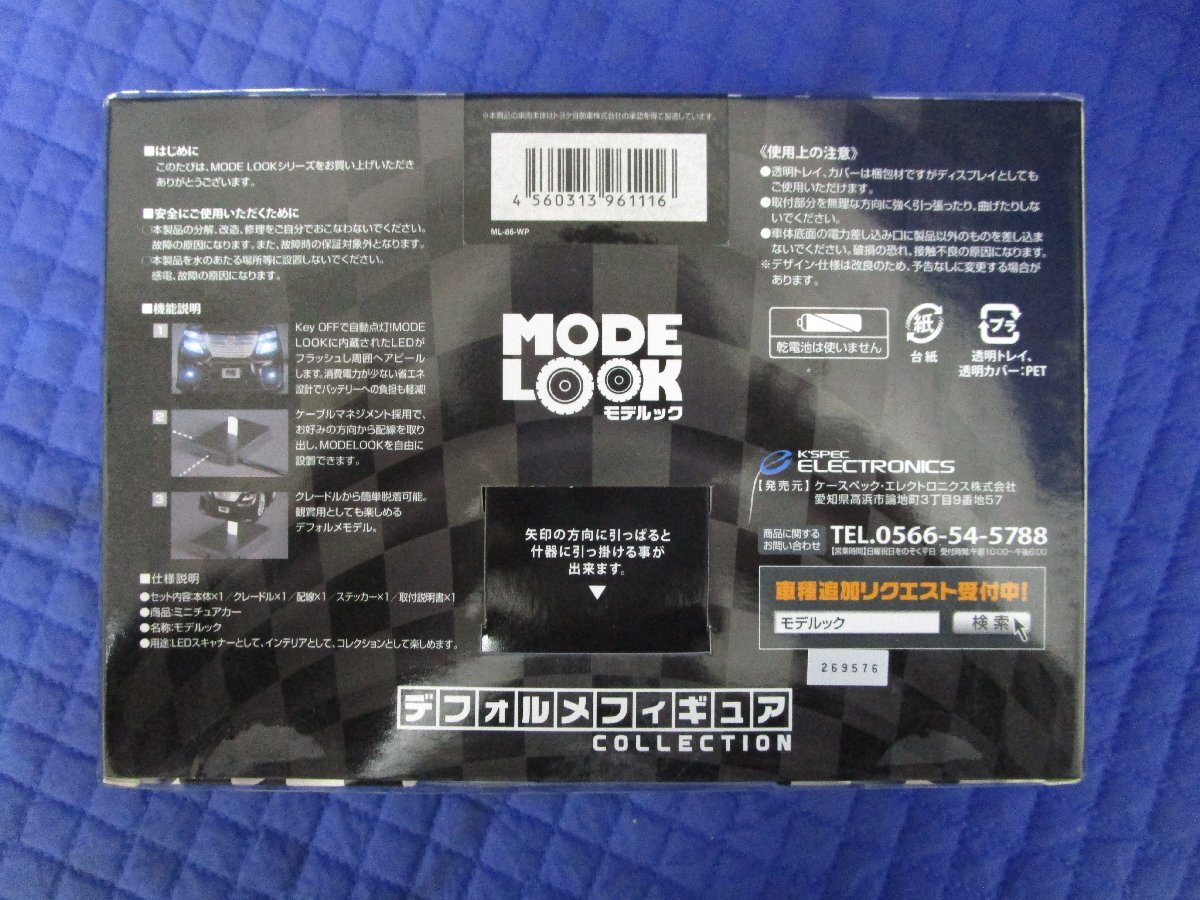 ■はじめに
このたびは、MODE LOOKシリーズをお買い上げいただき
ありがとうございます。
■安全にご使用いただくために
○本製品の分解、改造、修理をご自分でおこなわないでください。
故障の原因になります。また、故障時の保証対象外となります。
○本製品を水のあたる場所等に設置しないでください。
感電、故障の原因になります。
■機能説明
1
Key OFFで自動点灯!MODE
LOOKに内蔵されたLEDが
フラッシュし周囲へアピール
します。消費電力が少ない省エネ
設計でバッテリーへの負担も軽減!
2
ケーブルマネジメント採用で、
お好みの方向から配線を取り
出し、MODELOOKを自由に
設置できます。
3
クレードルから簡単脱着可能。
観賞用としても楽しめる
デフォルメモデル。
■仕様説明
●セット内容:本体×1/クレードル×1/配線×1/ステッカー×1/取付説明書×1
●商品:ミニチュアカー
●名称:モデルック
●用途:LEDスキャナーとして、インテリアとして、コレクションとして楽しめます。
※本商品の車両本体はトヨタ自動車株式会社の承認を得て製造しています。
4 560313 961116
ML-86-WP
MODE
LOOK
モデルック
矢印の方向に引っぱると
什器に引っ掛ける事が
出来ます。
▼
《使用上の注意》
●透明トレイ、カバーは梱包材ですがディスプレイとしても
ご使用いただけます。
●取付部分を無理な方向に強く引っ張ったり、曲げたりしな
いでください。
●車体底面の電力差し込み口に製品以外のものを差し込ま
ないでください。破損の恐れ、接触不良の原因になります。
※デザイン・仕様は改良のため、予告なしに変更する場合が
あります。
乾電池は使いません
紙
台紙
プラ
透明トレイ、
透明カバー:PET
K'SPEC
ELECTRONICS
【発売元】ケースペック・エレクトロニクス株式会社
愛知県高浜市論地町3丁目9番地57
商品に関する
お問い合わせ
TEL.0566-54-5788
【営業時間】日曜祝日をのぞく平日 受付時間 午前10:00〜午後6:00
車種追加リクエスト受付中!
モデルック
検索
269576
デフォルメフィギュア
COLLECTION